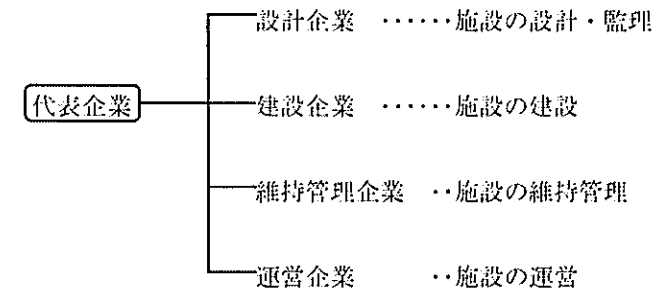 設計企業 ······施設の設計・監理
代表企業
建設企業 ······施設の建設
維持管理企業 ··施設の維持管理
運営企業 ··施設の運営